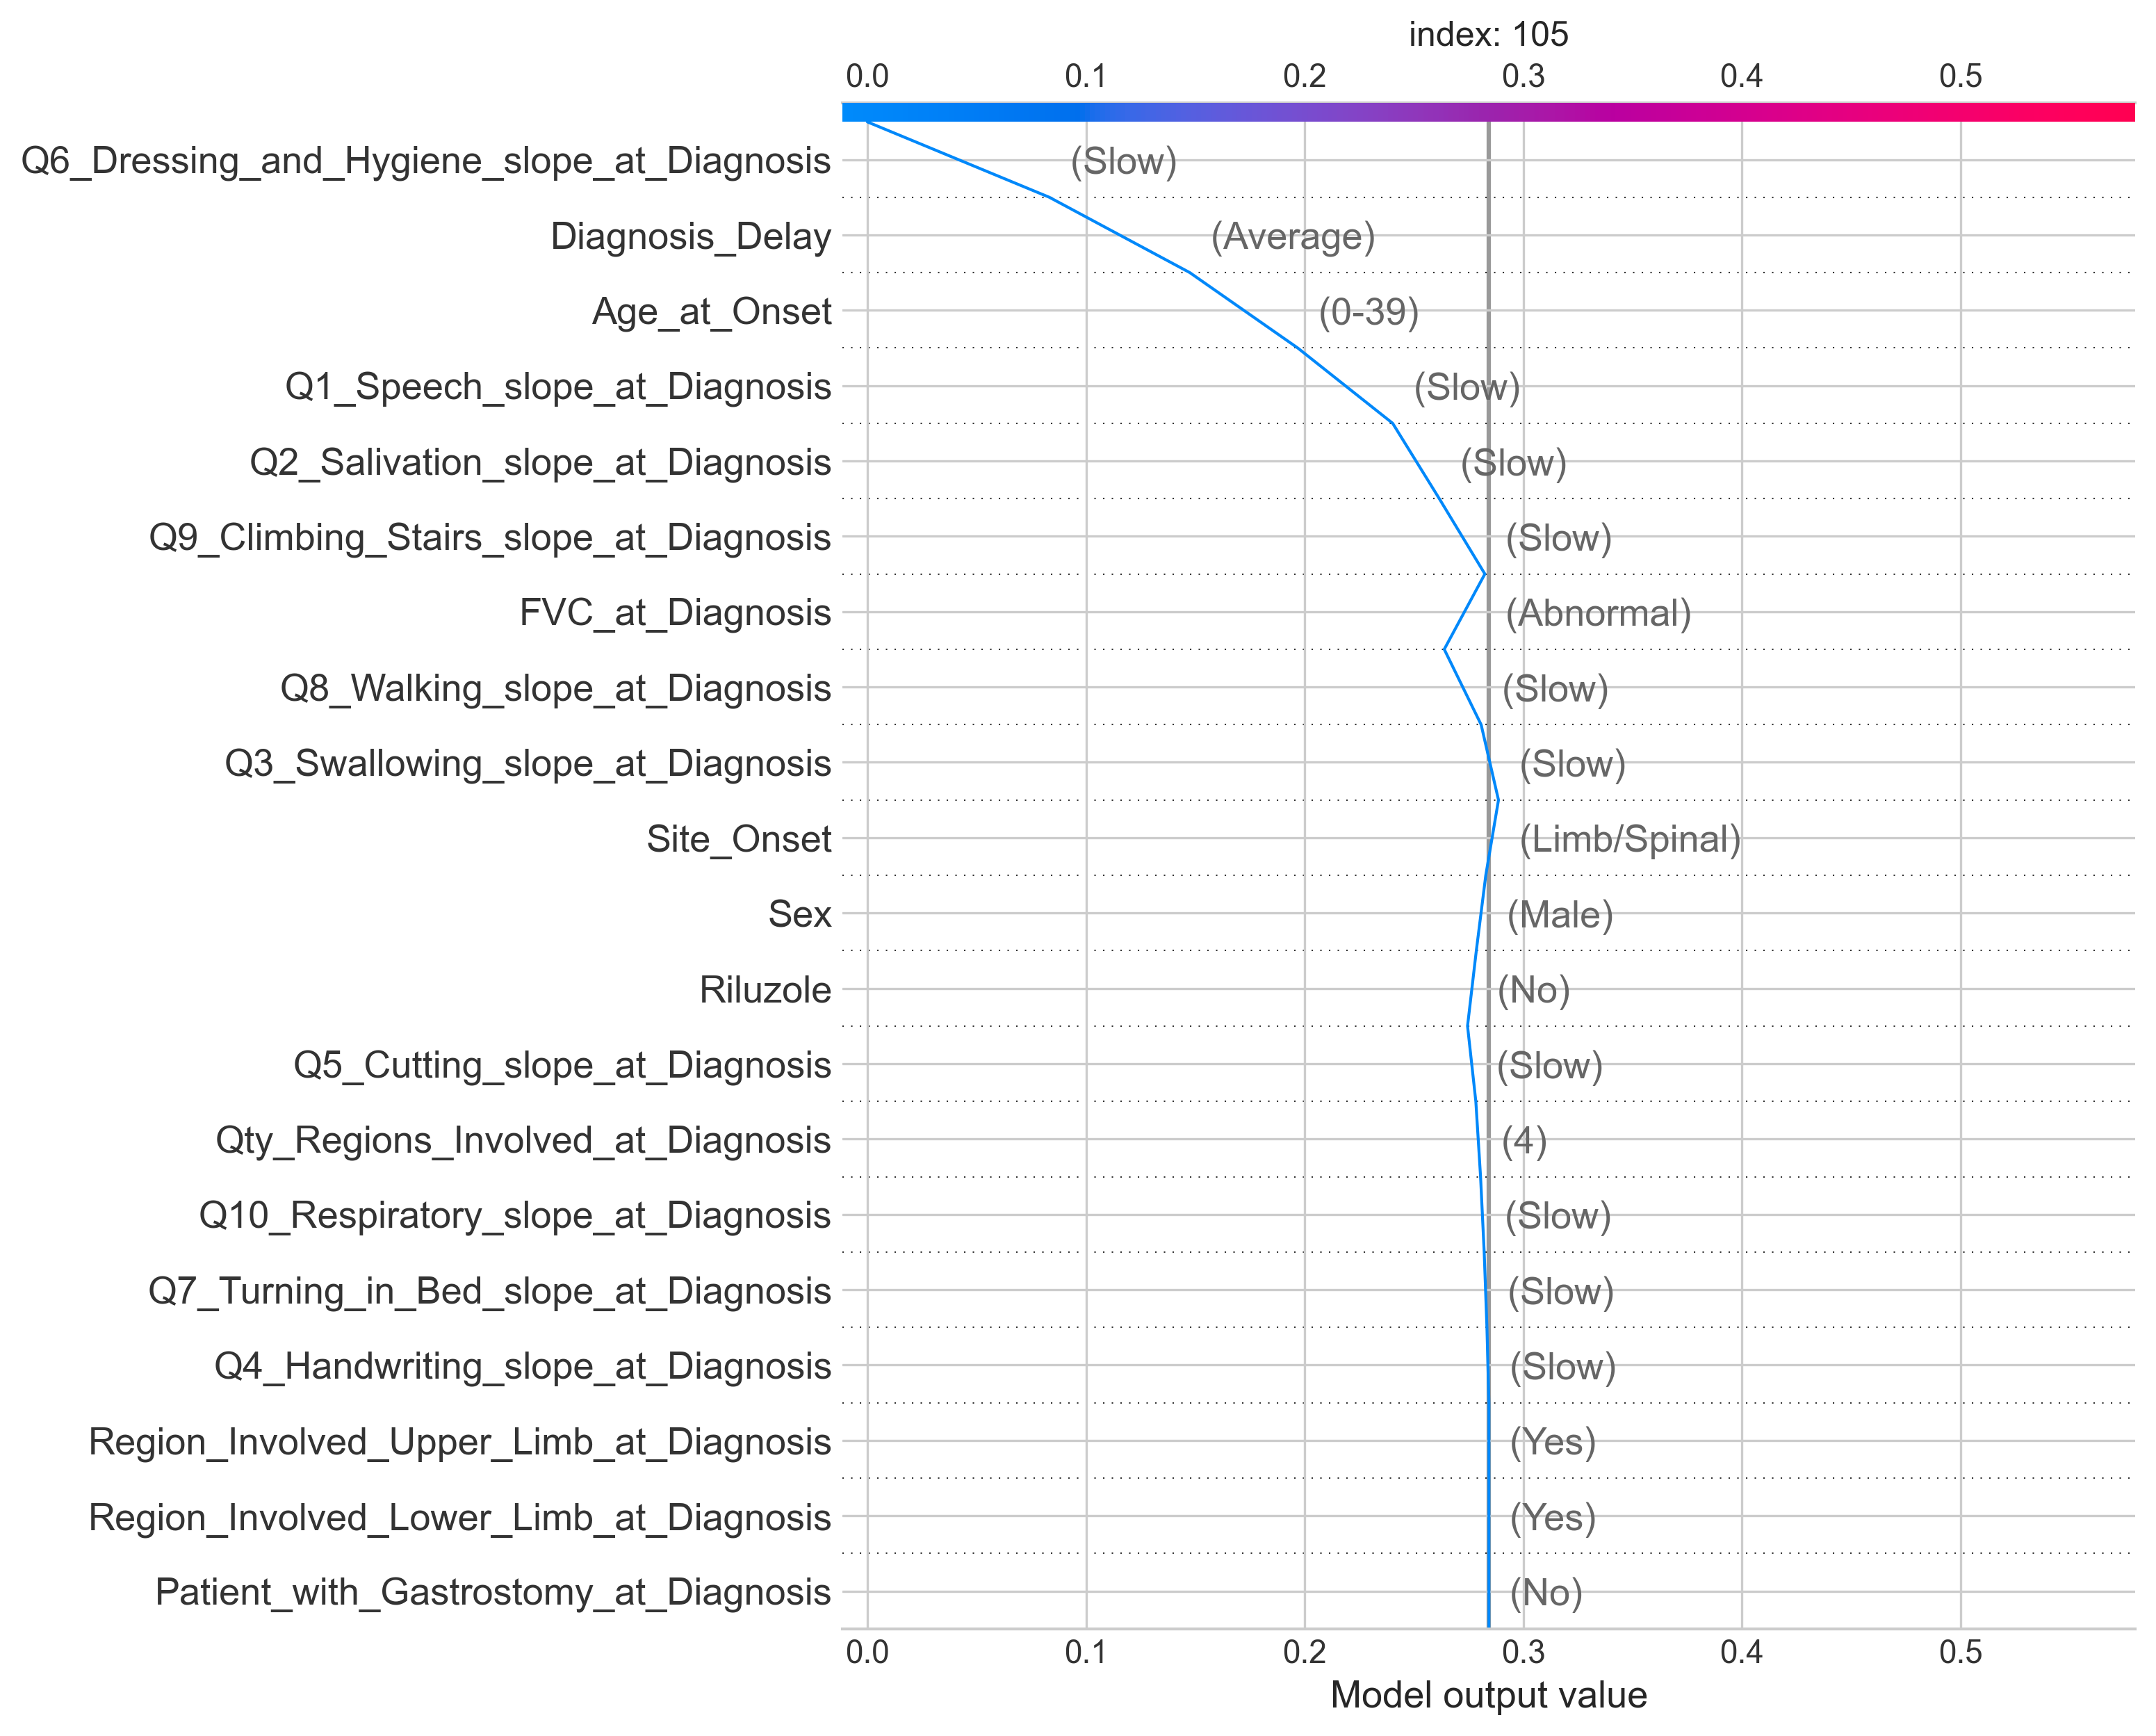 index: 105
0.0 0.1 0.2 0.3 0.4 0.5
Q6_Dressing_and_Hygiene_slope_at_Diagnosis (Slow)
Diagnosis_Delay (Average)
Age_at_Onset (0-39)
Q1_Speech_slope_at_Diagnosis (Slow)
Q2_Salivation_slope_at_Diagnosis (Slow)
Q9_Climbing_Stairs_slope_at_Diagnosis (Slow)
FVC_at_Diagnosis (Abnormal)
Q8_Walking_slope_at_Diagnosis (Slow)
Q3_Swallowing_slope_at_Diagnosis (Slow)
Site_Onset (Limb/Spinal)
Sex (Male)
Riluzole (No)
Q5_Cutting_slope_at_Diagnosis (Slow)
Qty_Regions_Involved_at_Diagnosis (4)
Q10_Respiratory_slope_at_Diagnosis (Slow)
Q7_Turning_in_Bed_slope_at_Diagnosis (Slow)
Q4_Handwriting_slope_at_Diagnosis (Slow)
Region_Involved_Upper_Limb_at_Diagnosis (Yes)
Region_Involved_Lower_Limb_at_Diagnosis (Yes)
Patient_with_Gastrostomy_at_Diagnosis (No)
0.0 0.1 0.2 0.3 0.4 0.5
Model output value